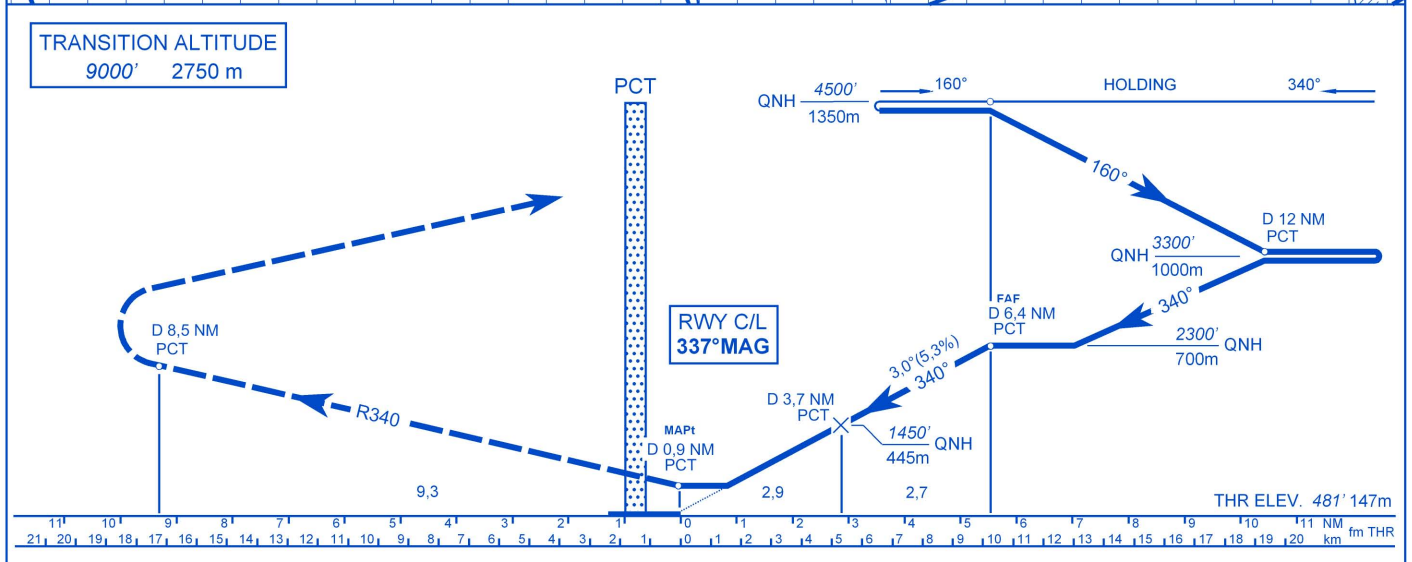 TRANSITION ALTITUDE
9000’ 2750 m
PCT
QNH 4500’
1350m
160°
HOLDING
340°
160°
D 12 NM
PCT
QNH 3300’
1000m
340°
FAF
D 6,4 NM
PCT
2300’
700m
QNH
D 8,5 NM
PCT
RWY C/L
337°MAG
3,0°(5,3%)
340°
D 3,7 NM
PCT
1450’
445m
QNH
R340
MAPt
D 0,9 NM
PCT
9,3
2,9
2,7
THR ELEV. 481’ 147m
11 10 9 8 7 6 5 4 3 2 1 0 1 2 3 4 5 6 7 8 9 10 11 NM
fm THR
21 20 19 18 17 16 15 14 13 12 11 10 9 8 7 6 5 4 3 2 1 0 1 2 3 4 5 6 7 8 9 10 11 12 13 14 15 16 17 18 19 20 km